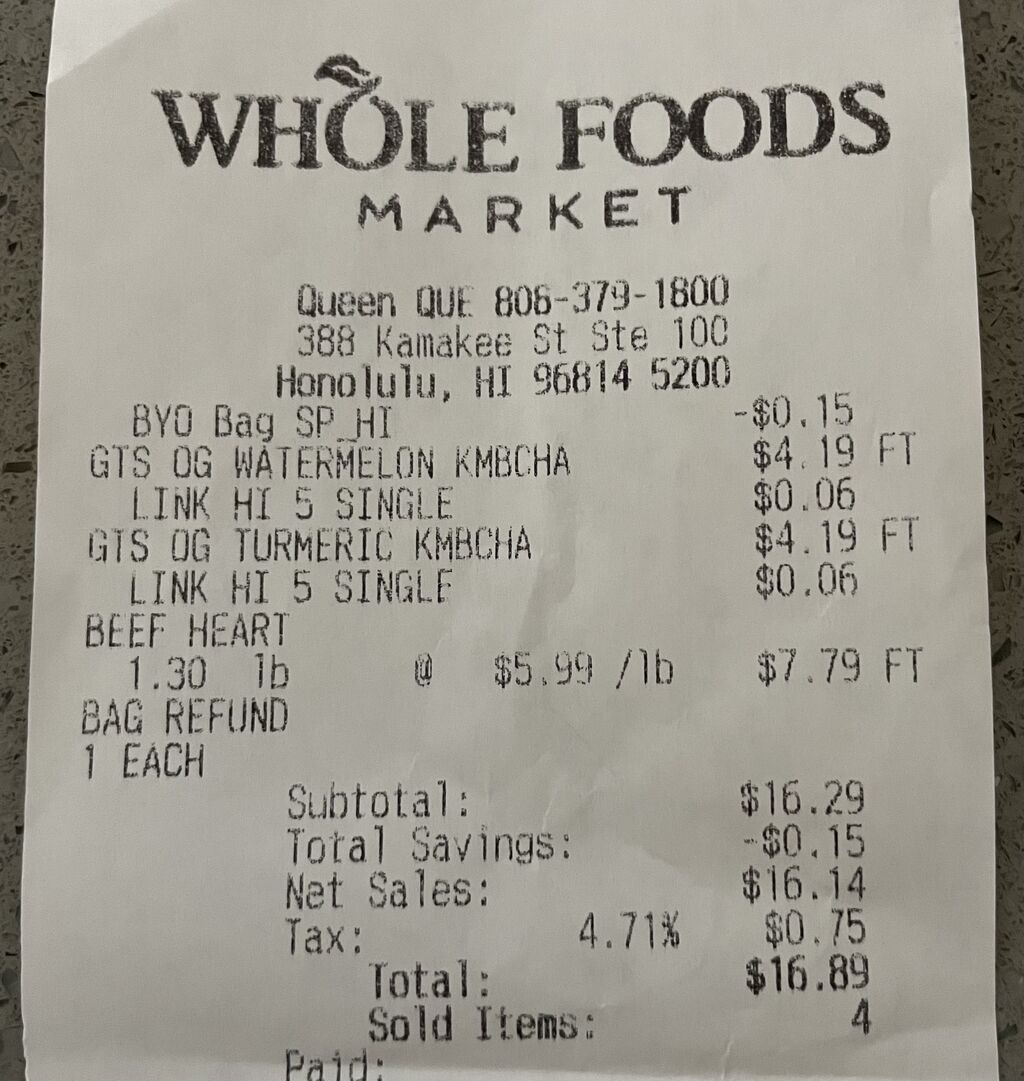 WHOLE FOODS
MARKET
Queen QUE 808-379-1800
388 Kamakee St Ste 100
Honolulu, HI 96814 5200
BYO Bag SP_HI -$0.15
GTS OG WATERMELON KMBCHA $4.19 FT
LINK HI 5 SINGLE $0.06
GTS OG TURMERIC KMBCHA $4.19 FT
LINK HI 5 SINGLE $0.06
BEEF HEART
1.30 lb @ $5.99 /lb $7.79 FT
BAG REFUND
1 EACH
Subtotal: $16.29
Total Savings: -$0.15
Net Sales: $16.14
Tax: 4.71% $0.75
Total: $16.89
Sold Items: 4
Paid: